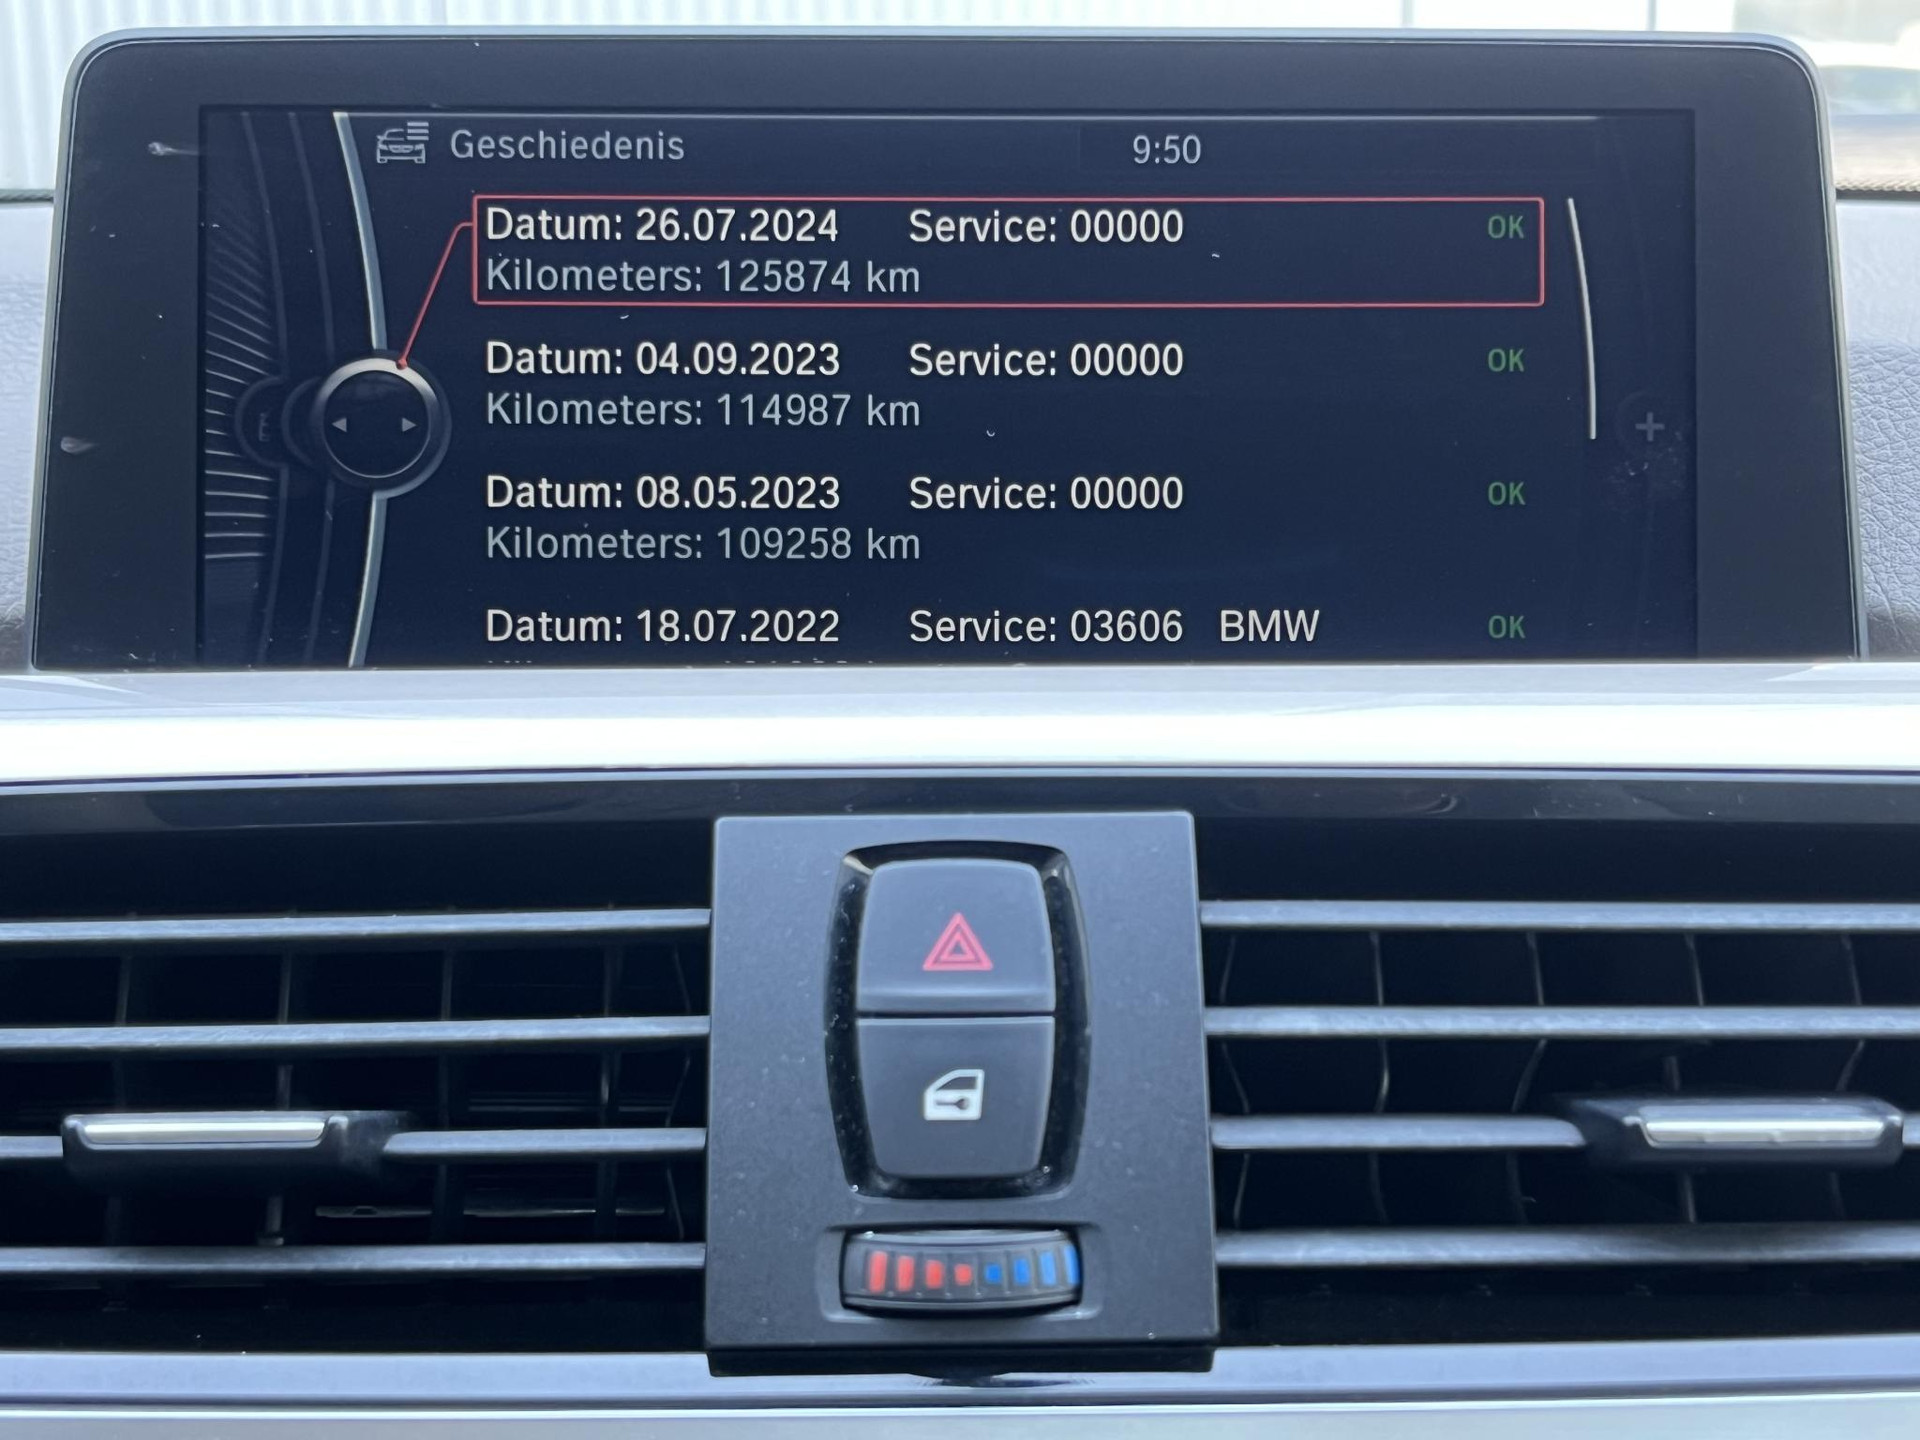 Geschiedenis 9:50
Datum: 26.07.2024 Service: 00000 OK
Kilometers: 125874 km
Datum: 04.09.2023 Service: 00000 OK
Kilometers: 114987 km
Datum: 08.05.2023 Service: 00000 OK
Kilometers: 109258 km
Datum: 18.07.2022 Service: 03606 BMW OK